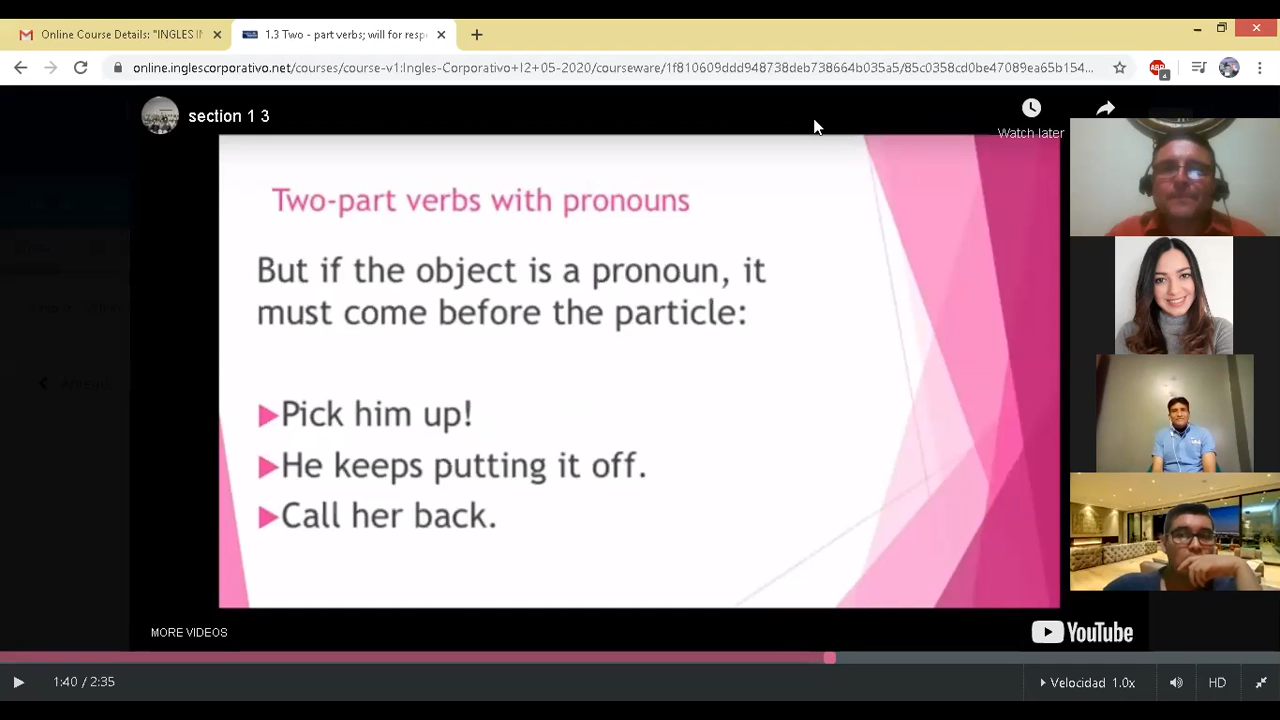 Online Course Details: "INGLES IN
1.3 Two - part verbs; will for resp
online.inglescorporativo.net/courses/course-v1:Ingles-Corporativo+I2+05-2020/courseware/1f810609ddd948738deb738664b035a5/85c0358cd0be47089ea65b154...
ABP
4
section 1 3
Watch later
Two-part verbs with pronouns
But if the object is a pronoun, it
must come before the particle:
Pick him up!
He keeps putting it off.
Call her back.
MORE VIDEOS
YouTube
1:40 / 2:35
Velocidad 1.0x
HD